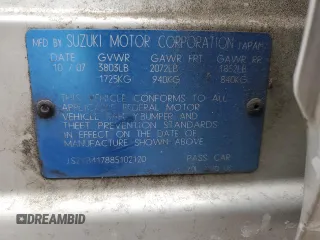 MFD BY SUZUKI MOTOR CORPORATION JAPAN
DATE GVWR GAWR FRT GAWR RR
10 / 07 3803LB 2072LB 1852LB
1725KG 940KG 840KG
THIS VEHICLE CONFORMS TO ALL
APPLICABLE FEDERAL MOTOR
VEHICLE SAFETY BUMPER AND
THEFT PREVENTION STANDARDS
IN EFFECT ON THE DATE OF
MANUFACTURE SHOWN ABOVE
PASS CAR
DREAMBID